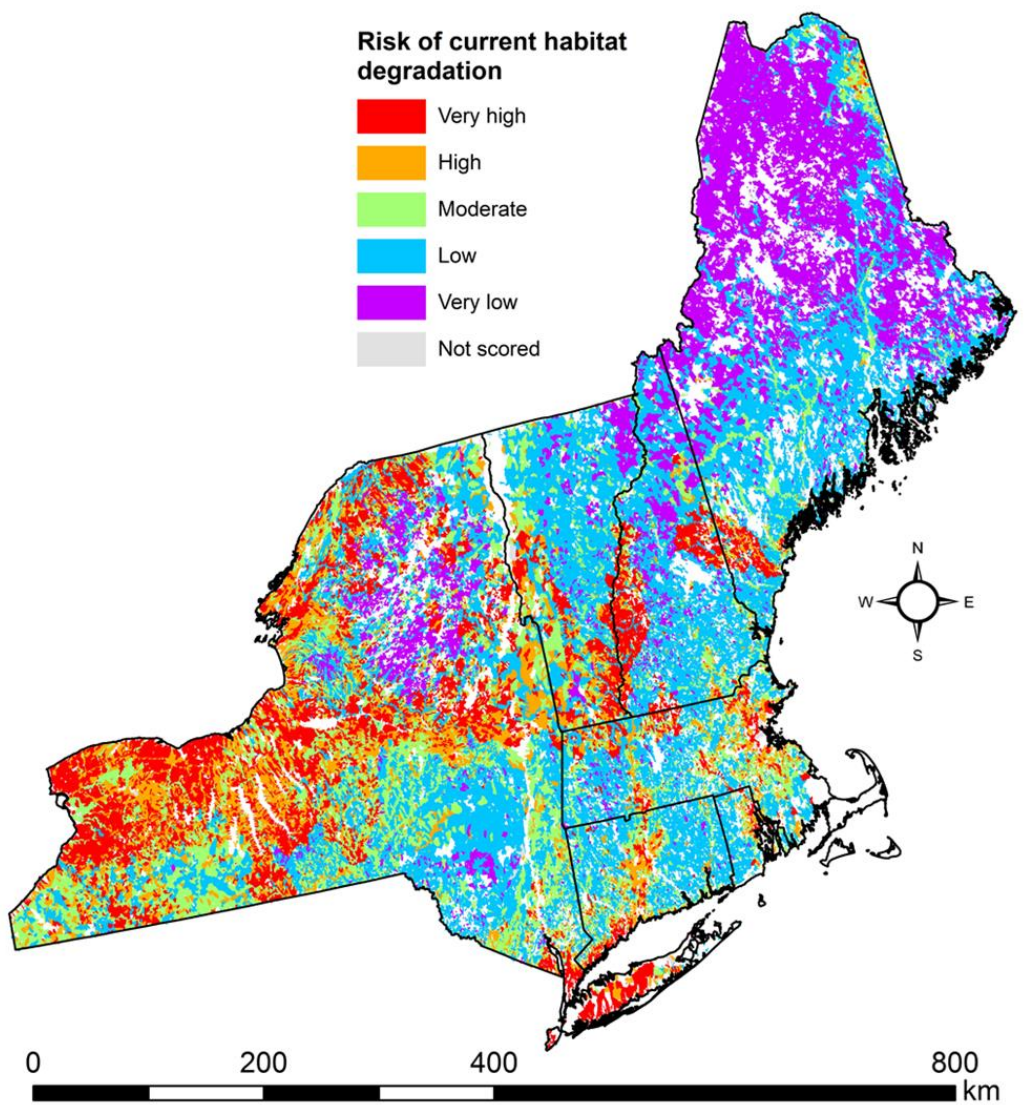 Risk of current habitat
degradation
Very high
High
Moderate
Low
Very low
Not scored
N
W E
S
0 200 400 800
km